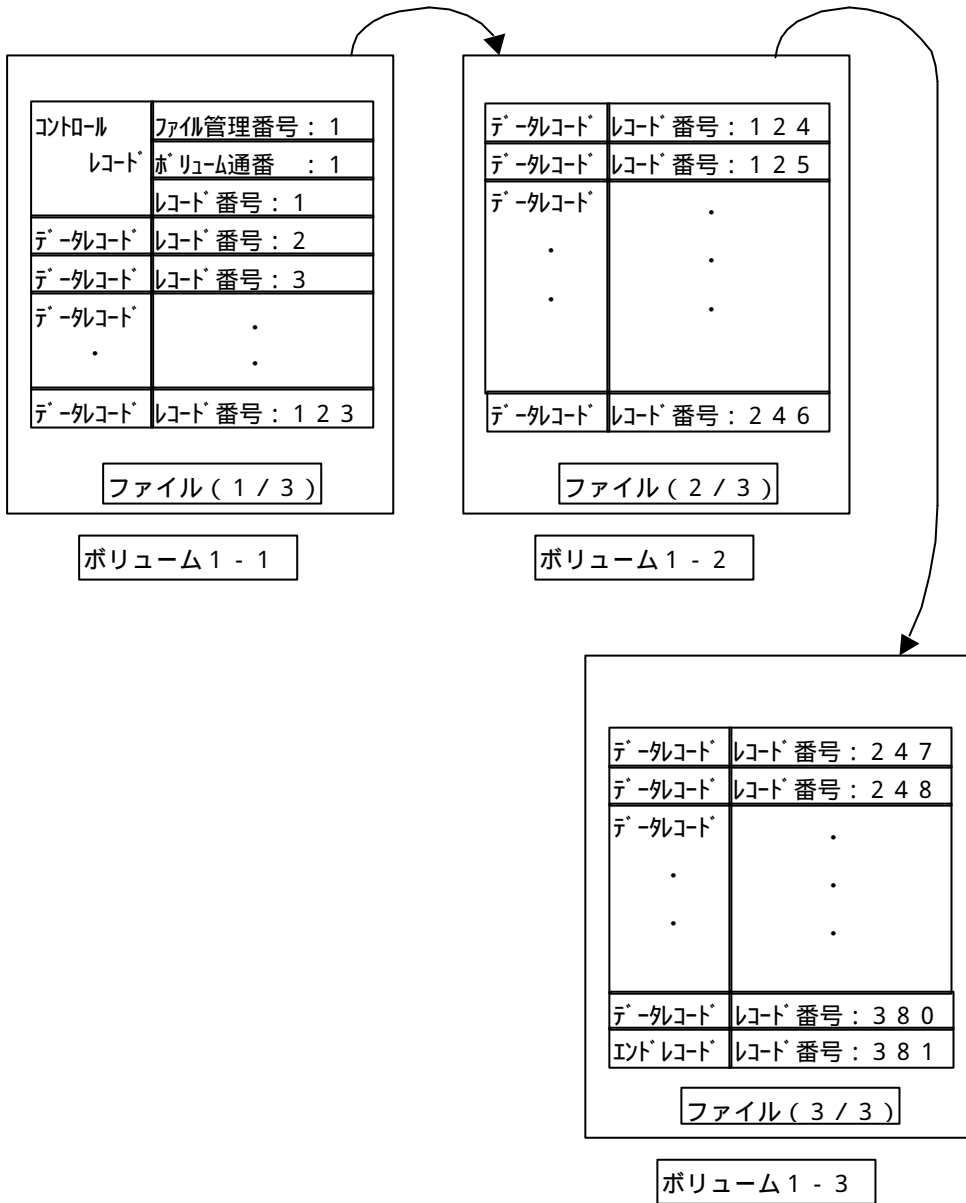 コントロール ファイル管理番号：１
レコード ボリューム通番　：１
レコード番号：１
データレコード レコード番号：２
データレコード レコード番号：３
データレコード ・
・ ・
データレコード レコード番号：１２３
ファイル（１／３）
ボリューム１‐１
データレコード レコード番号：１２４
データレコード レコード番号：１２５
データレコード ・
・ ・
・ ・
データレコード レコード番号：２４６
ファイル（２／３）
ボリューム１‐２
データレコード レコード番号：２４７
データレコード レコード番号：２４８
データレコード ・
・ ・
・ ・
データレコード レコード番号：３８０
エンドレコード レコード番号：３８１
ファイル（３／３）
ボリューム１‐３